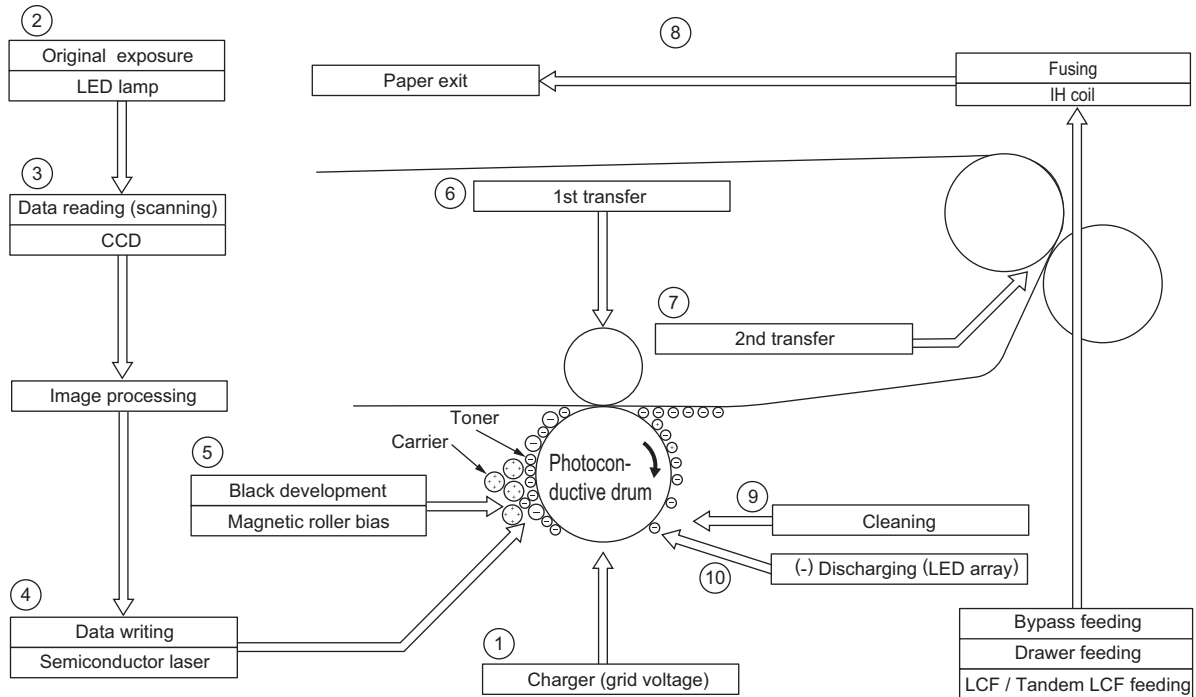 2
Original exposure
LED lamp
3
Data reading (scanning)
CCD
Image processing
4
Data writing
Semiconductor laser
5
Black development
Magnetic roller bias
Carrier
Toner
Photocon-
ductive drum
1
Charger (grid voltage)
6
1st transfer
7
2nd transfer
8
Paper exit
Fusing
IH coil
9
Cleaning
10
(-) Discharging (LED array)
Bypass feeding
Drawer feeding
LCF / Tandem LCF feeding